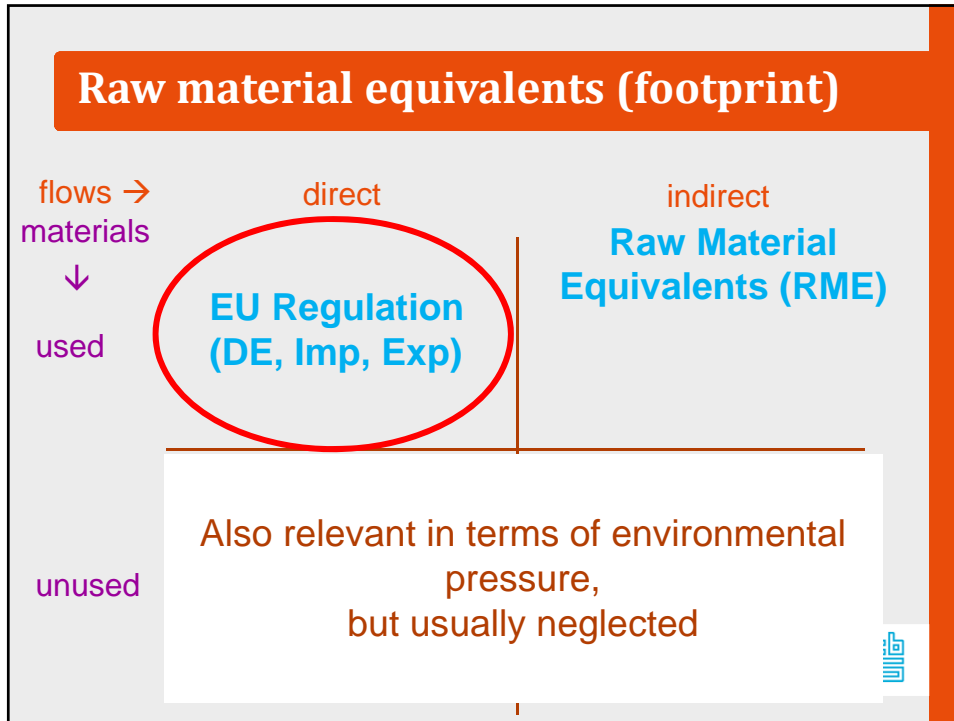 Raw material equivalents (footprint)
flows →
direct
indirect
materials
↓
Raw Material
Equivalents (RME)
EU Regulation
(DE, Imp, Exp)
used
Also relevant in terms of environmental
pressure,
but usually neglected
unused